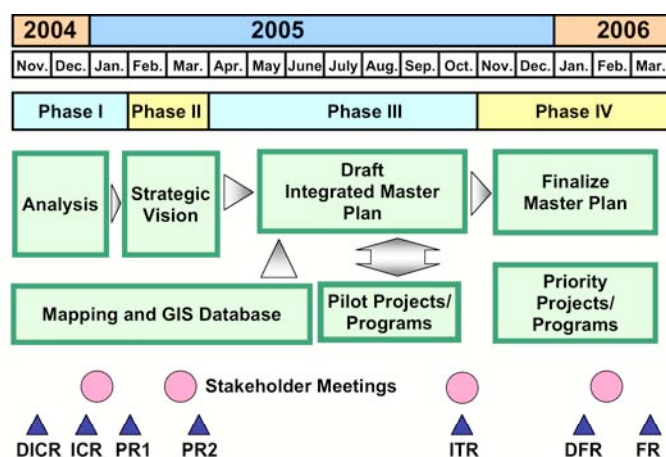 2004 2005 2006
Nov. Dec. Jan. Feb. Mar. Apr. May June July Aug. Sep. Oct. Nov. Dec. Jan. Feb. Mar.
Phase I Phase II Phase III Phase IV
Analysis
Strategic
Vision
Draft
Integrated Master
Plan
Finalize
Master Plan
Mapping and GIS Database
Pilot Projects/
Programs
Priority
Projects/
Programs
Stakeholder Meetings
DICR ICR PR1 PR2 ITR DFR FR